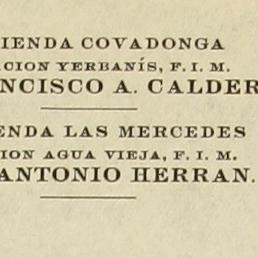 IENDA COVADONGA
ACION YERBANÍS, F. I. M.
NCISCO A. CALDER
ENDA LAS MERCEDES
ION AGUA VIEJA, F. I. M.
ANTONIO HERRAN.